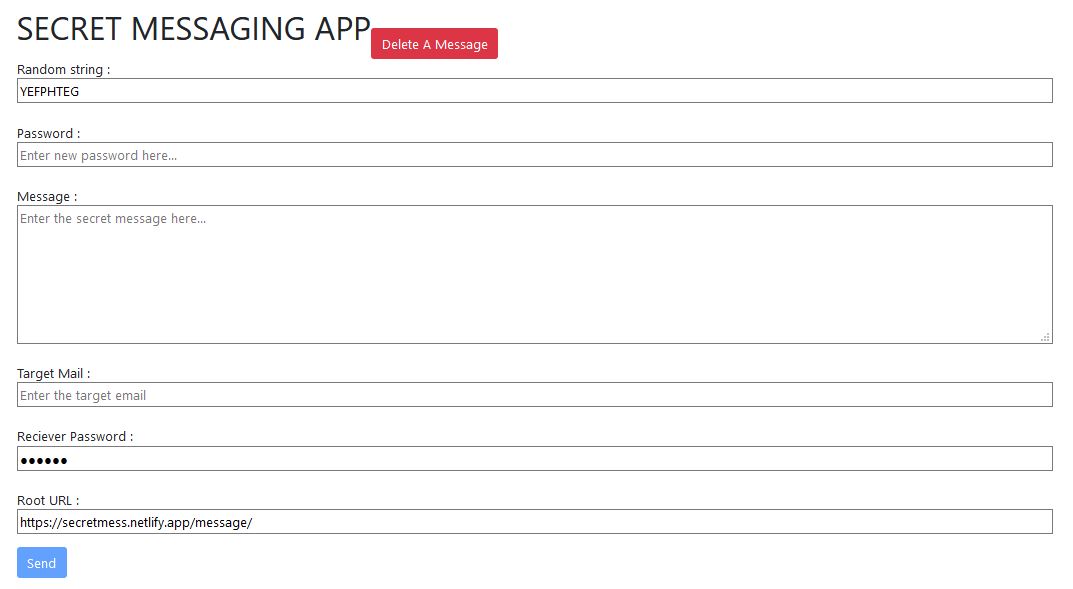 SECRET MESSAGING APP Delete A Message
Random string :
YEFPHTEG
Password :
Enter new password here...
Message :
Enter the secret message here...
Target Mail :
Enter the target email
Reciever Password :
••••••
Root URL :
https://secretmess.netlify.app/message/
Send